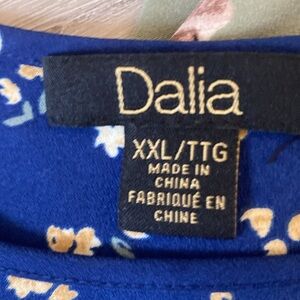 Dalia
XXL/TTG
MADE IN
CHINA
FABRIQUÉ EN
CHINE